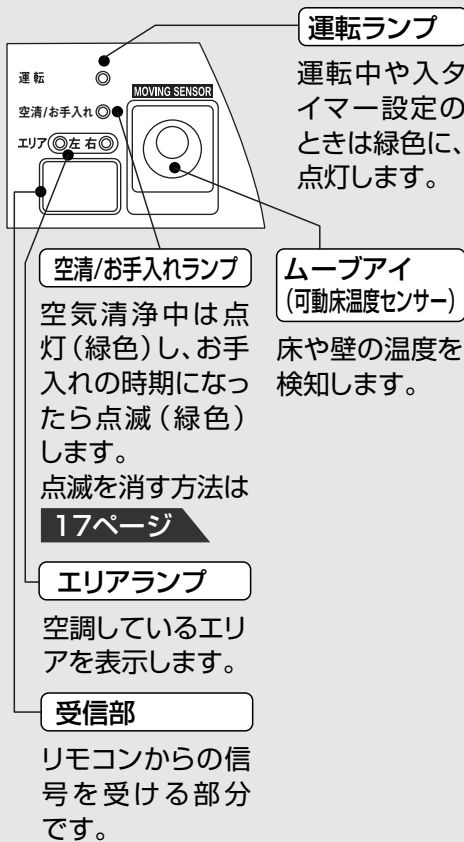 運転ランプ
運転中や入タ
イマー設定の
ときは緑色に、
点灯します。
運転
空清/お手入れ
エリア 左 右
MOVING SENSOR
空清/お手入れランプ
空気清浄中は点
灯(緑色)し、お手
入れの時期になっ
たら点滅(緑色)
します。
点滅を消す方法は
17ページ
ムーブアイ
(可動床温度センサー)
床や壁の温度を
検知します。
エリアランプ
空調しているエリ
アを表示します。
受信部
リモコンからの信
号を受ける部分
です。